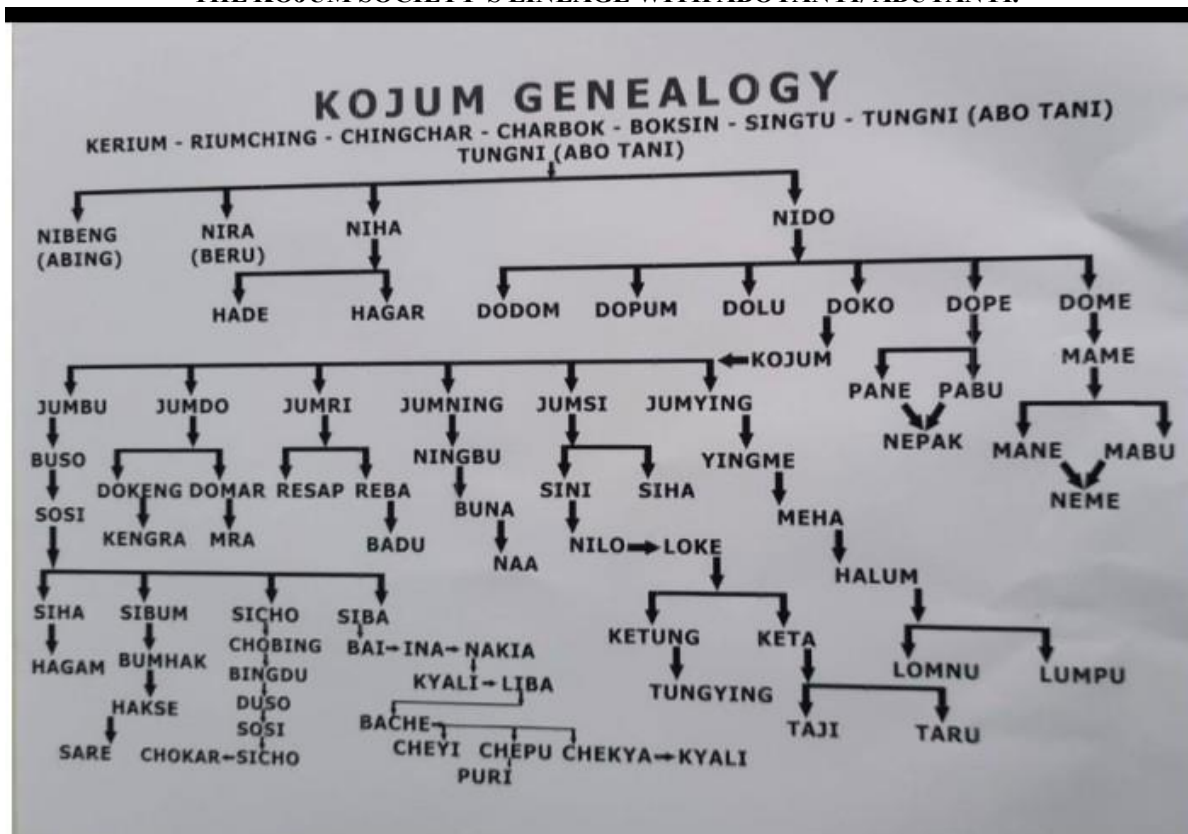 THE KOJUM SOCIETY'S LINEAGE WITH ABOTANYI/ABUTANYI.
KOJUM GENEALOGY
KERIUM - RIUMCHING - CHINGCHAR - CHARBOK - BOKSIN - SINGTU - TUNGNI (ABO TANI)
TUNGNI (ABO TANI)
NIBENG (ABING) NIRA (BERU) NIHA NIDO
HADE HAGAR DODOM DOPUM DOLU DOKO DOPE DOME
KOJUM MAME
JUMBU JUMDO JUMRI JUMNING JUMSI JUMYING PANE PABU
BUSO NINGBU YINGME NEPAK MANE MABU
DOKENG DOMAR RESAP REBA SINI SIHA NEME
SOSI KENGRA MRA BADU BUNA MEHA
NAA NILO LOKE HALUM
SIHA SIBUM SICHO SIBA KETUNG KETA
HAGAM BUMHAK CHOBING BAI INA NAKIA LOMNU LUMPU
BINGDU KYALI LIBA TUNGYING
HAKSE DUSO BACHE TAJI TARU
SOSI
SARE CHOKAR SICHO CHEYI CHEPU CHEKYA KYALI
PURI